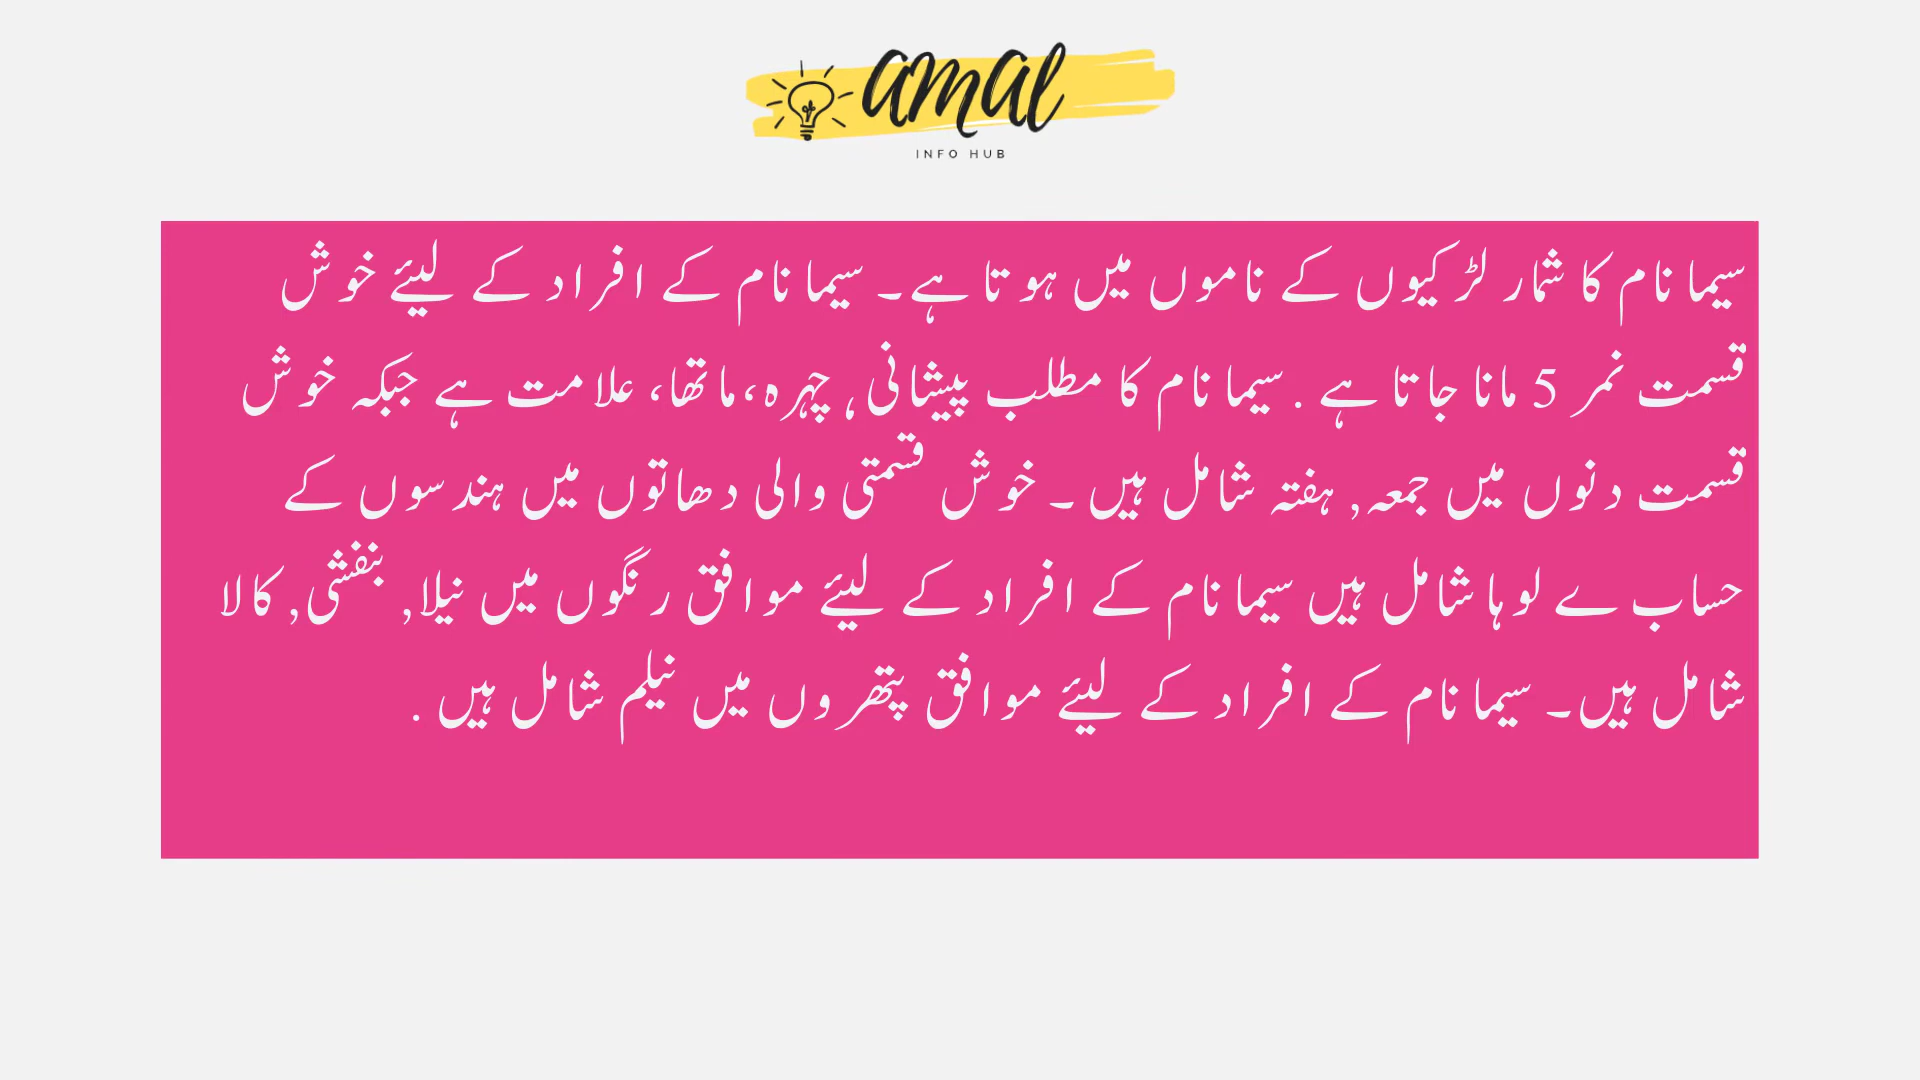 amal
INFO HUB
سیما نام کا شمار لڑکیوں کے ناموں میں ہوتا ہے۔ سیما نام کے افراد کے لیئے خوش
قسمت نمر 5 مانا جاتا ہے .سیما نام کا مطلب پیشانی, چہرہ،ماتھا، علامت ہے جبکہ خوش
قسمت دنوں میں جمعہ, ہفتہ شامل ہیں ۔ خوش قسمتی والی دھاتوں میں ہندسوں کے
حساب ے لوہا شامل ہیں سیما نام کے افراد کے لیئے موافق رنگوں میں نیلا, بنفشی, کالا
شامل ہیں۔ سیما نام کے افراد کے لیئے موافق پتھروں میں نیلم شامل ہیں .